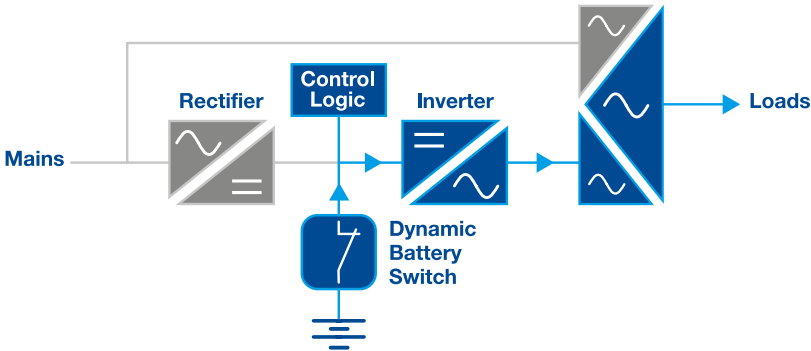 Control
Logic
Rectifier
Inverter
Loads
Mains
Dynamic
Battery
Switch